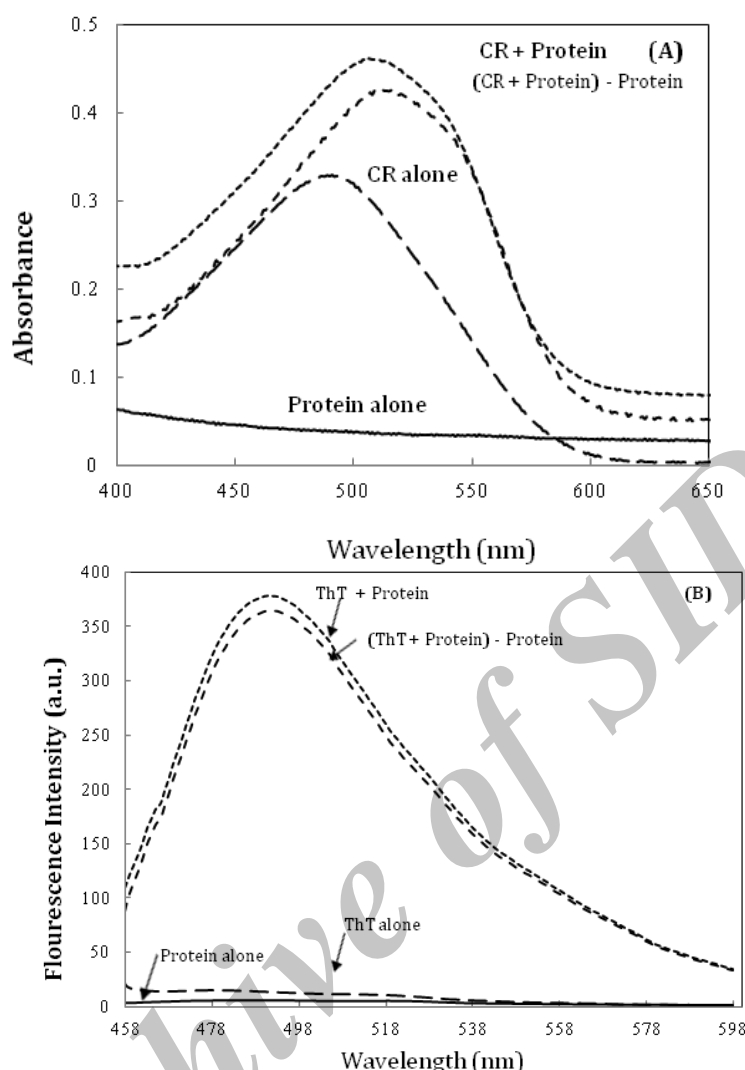 0.5
CR + Protein (A)
(CR + Protein) - Protein
0.4
CR alone
0.3
0.2
Protein alone
0.1
0
400 450 500 550 600 650
Absorbance
Wavelength (nm)
400
ThT + Protein (B)
350
(ThT + Protein) - Protein
300
250
200
150
100
ThT alone
50
Protein alone
0
458 478 498 518 538 558 578 598
Flourescence Intensity (a.u.)
Wavelength (nm)
hive of SID